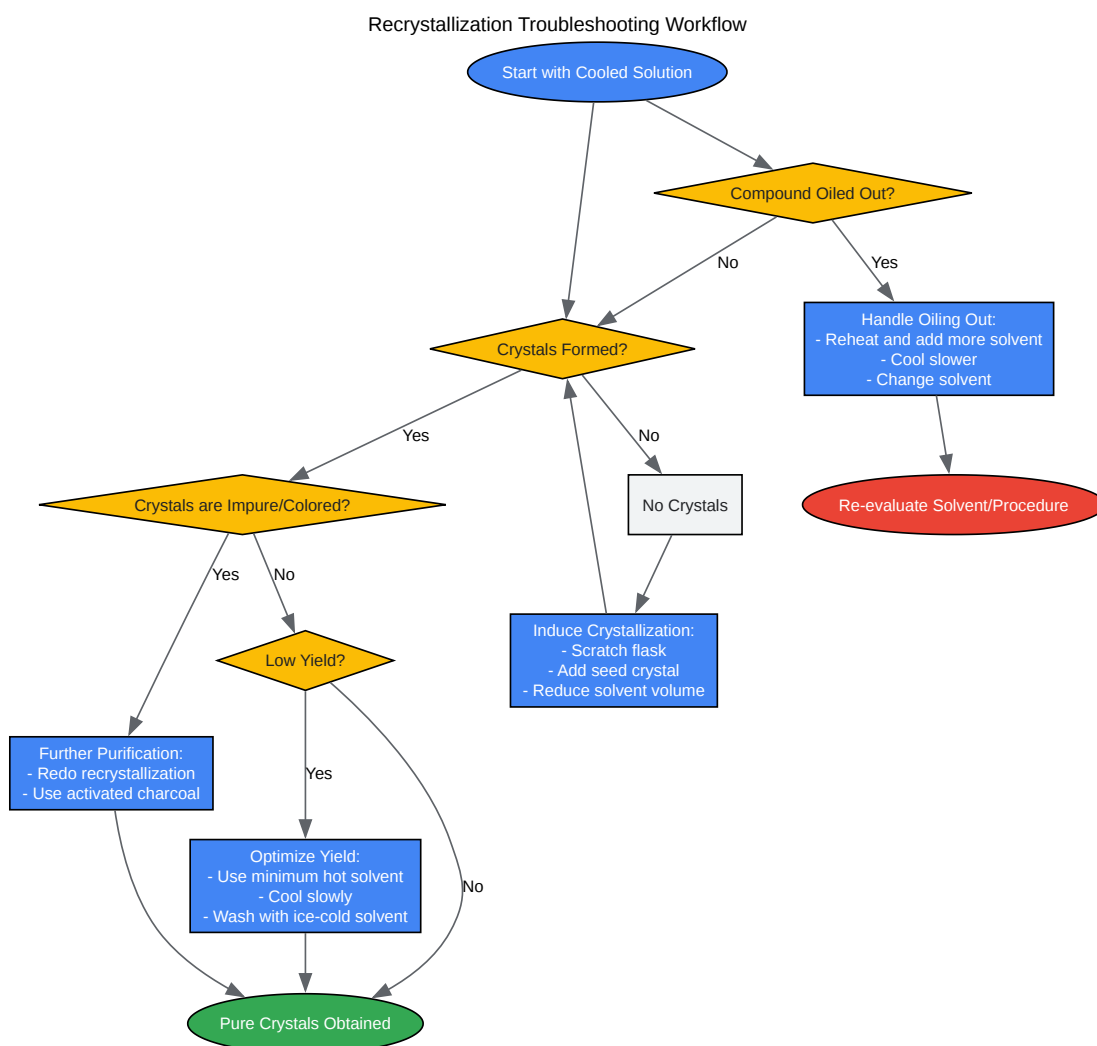 Recrystallization Troubleshooting Workflow
Start with Cooled Solution
Compound Oiled Out?
No
Yes
Handle Oiling Out:
- Reheat and add more solvent
- Cool slower
- Change solvent
Crystals Formed?
Yes
No
Crystals are Impure/Colored?
No Crystals
Re-evaluate Solvent/Procedure
Yes
No
Induce Crystallization:
- Scratch flask
- Add seed crystal
- Reduce solvent volume
Low Yield?
Further Purification:
- Redo recrystallization
- Use activated charcoal
Yes
No
Optimize Yield:
- Use minimum hot solvent
- Cool slowly
- Wash with ice-cold solvent
Pure Crystals Obtained